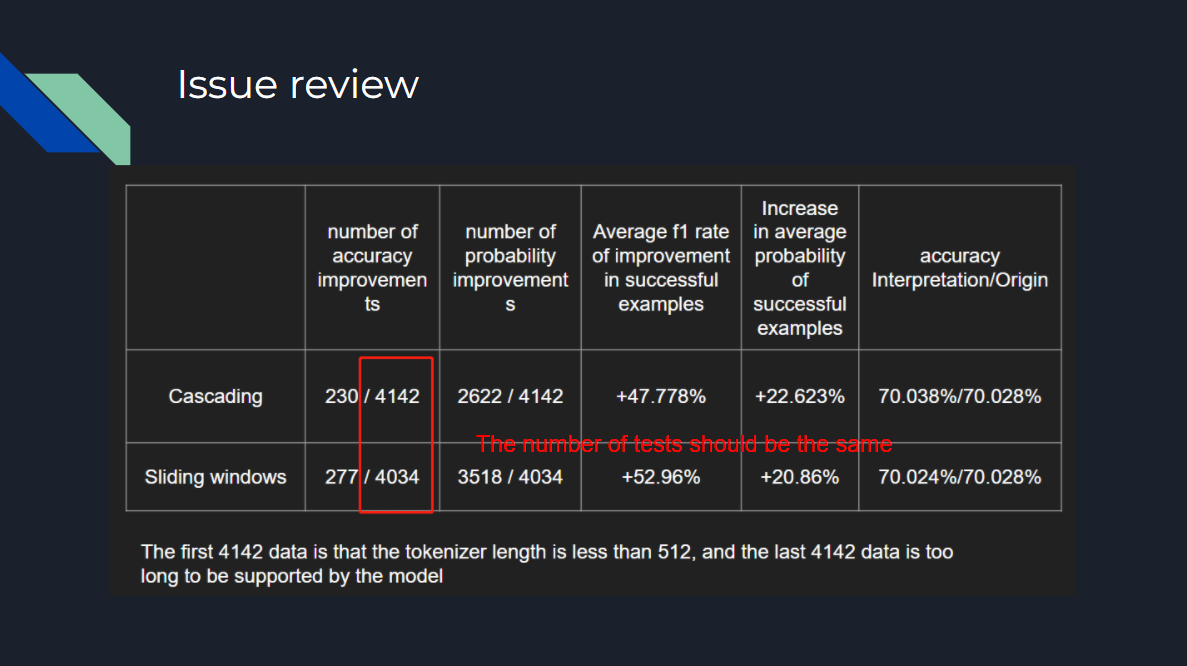 Issue review
number of
accuracy
improvemen
ts
number of
probability
improvement
s
Average f1 rate
of improvement
in successful
examples
Increase
in average
probability
of
successful
examples
accuracy
Interpretation/Origin
Cascading
230 / 4142
2622 / 4142
+47.778%
+22.623%
70.038%/70.028%
The number of tests should be the same
Sliding windows
277 / 4034
3518 / 4034
+52.96%
+20.86%
70.024%/70.028%
The first 4142 data is that the tokenizer length is less than 512, and the last 4142 data is too
long to be supported by the model